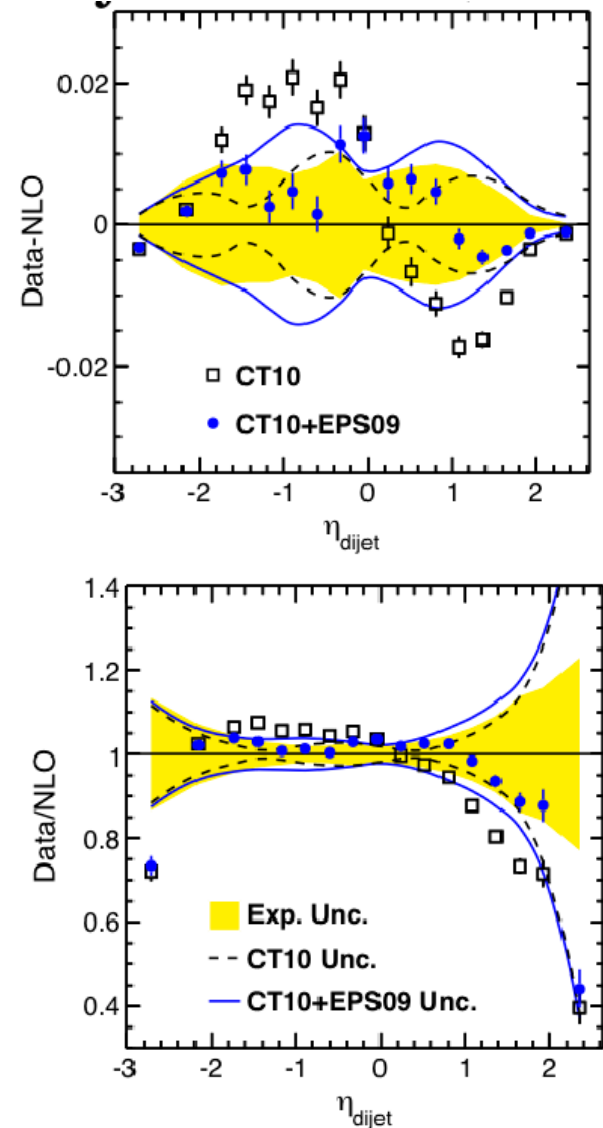 0.02
0
-0.02
Data-NLO
CT10
CT10+EPS09
-3 -2 -1 0 1 2
η_dijet
1.4
1.2
1
0.8
0.6
0.4
Data/NLO
Exp. Unc.
CT10 Unc.
CT10+EPS09 Unc.
-3 -2 -1 0 1 2
η_dijet